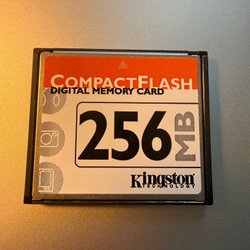 COMPACTFLASH
DIGITAL MEMORY CARD
256 MB
Kingston
TECHNOLOGY